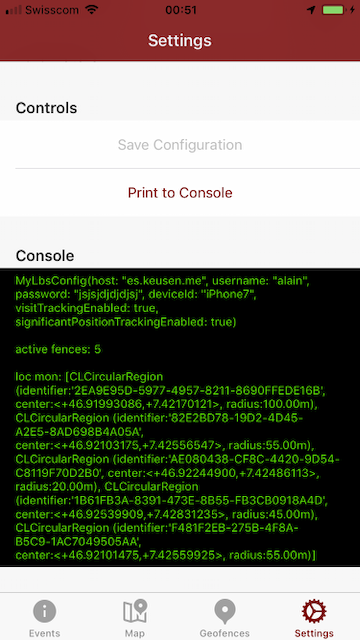 Swisscom 00:51
Settings
Controls
Save Configuration
Print to Console
Console
MyLbsConfig(host: "es.keusen.me", username: "alain",
password: "jsjsjdjdjdjsj", deviceId: "iPhone7",
visitTrackingEnabled: true,
significantPositionTrackingEnabled: true)
active fences: 5
loc mon: [CLCircularRegion
(identifier:'2EA9E95D-5977-4957-8211-8690FFEDE16B',
center:<+46.91993086,+7.42170121>, radius:100.00m),
CLCircularRegion (identifier:'82E2BD78-19D2-4D45-
A2E5-8AD698B4A05A',
center:<+46.92103175,+7.42556547>, radius:55.00m),
CLCircularRegion (identifier:'AE080438-CF8C-4420-9D54-
C8119F70D2B0', center:<+46.92244900,+7.42486113>,
radius:20.00m), CLCircularRegion
(identifier:'1B61FB3A-8391-473E-8B55-FB3CB0918A4D',
center:<+46.92539909,+7.42831235>, radius:45.00m),
CLCircularRegion (identifier:'F481F2EB-275B-4F8A-
B5C9-1AC7049505AA',
center:<+46.92101475,+7.42559925>, radius:55.00m)]
Events Map Geofences Settings